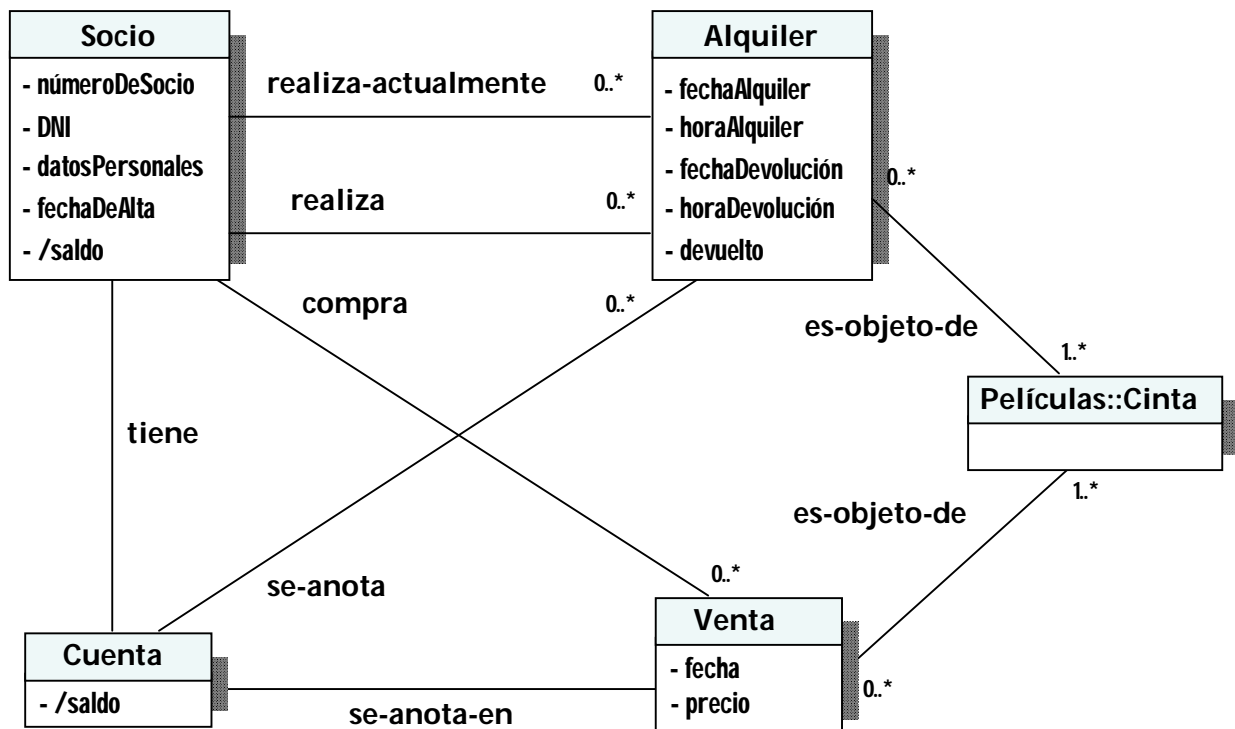 Socio
- númeroDeSocio
- DNI
- datosPersonales
- fechaDeAlta
- /saldo
realiza-actualmente
0..*
realiza
0..*
Alquiler
- fechaAlquiler
- horaAlquiler
- fechaDevolución
- horaDevolución
- devuelto
0..*
compra
0..*
es-objeto-de
1..*
Películas::Cinta
tiene
1..*
es-objeto-de
se-anota
0..*
Cuenta
- /saldo
se-anota-en
Venta
- fecha
- precio
0..*